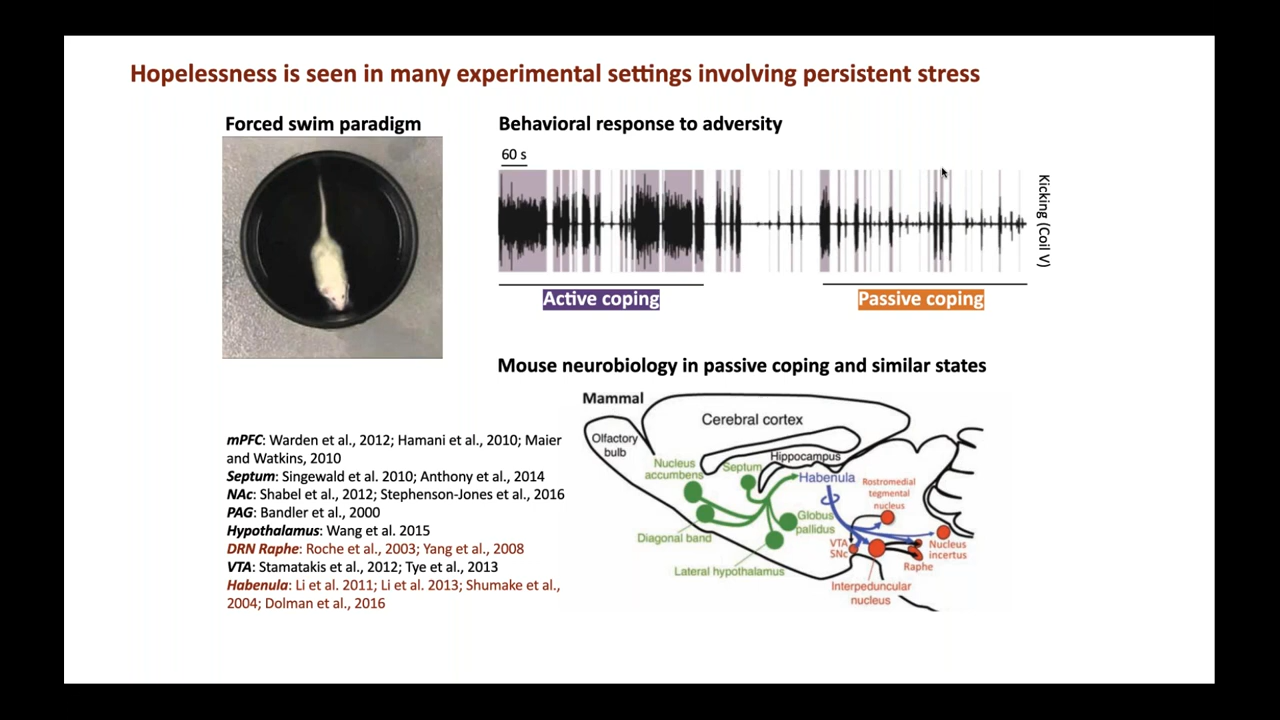 Hopelessness is seen in many experimental settings involving persistent stress
Forced swim paradigm
Behavioral response to adversity
60 s
Kicking (Coil V)
Active coping
Passive coping
Mouse neurobiology in passive coping and similar states
mPFC: Warden et al., 2012; Hamani et al., 2010; Maier
and Watkins, 2010
Septum: Singewald et al. 2010; Anthony et al., 2014
NAc: Shabel et al., 2012; Stephenson-Jones et al., 2016
PAG: Bandler et al., 2000
Hypothalamus: Wang et al. 2015
DRN Raphe: Roche et al., 2003; Yang et al., 2008
VTA: Stamatakis et al., 2012; Tye et al., 2013
Habenula: Li et al. 2011; Li et al. 2013; Shumake et al.,
2004; Dolman et al., 2016
Mammal
Cerebral cortex
Olfactory
bulb
Hippocampus
Nucleus
accumbens
Septum
Habenula
Rostromedial
tegmental
nucleus
Globus
pallidus
Diagonal band
VTA
SNc
Nucleus
incertus
Raphe
Lateral hypothalamus
Interpeduncular
nucleus